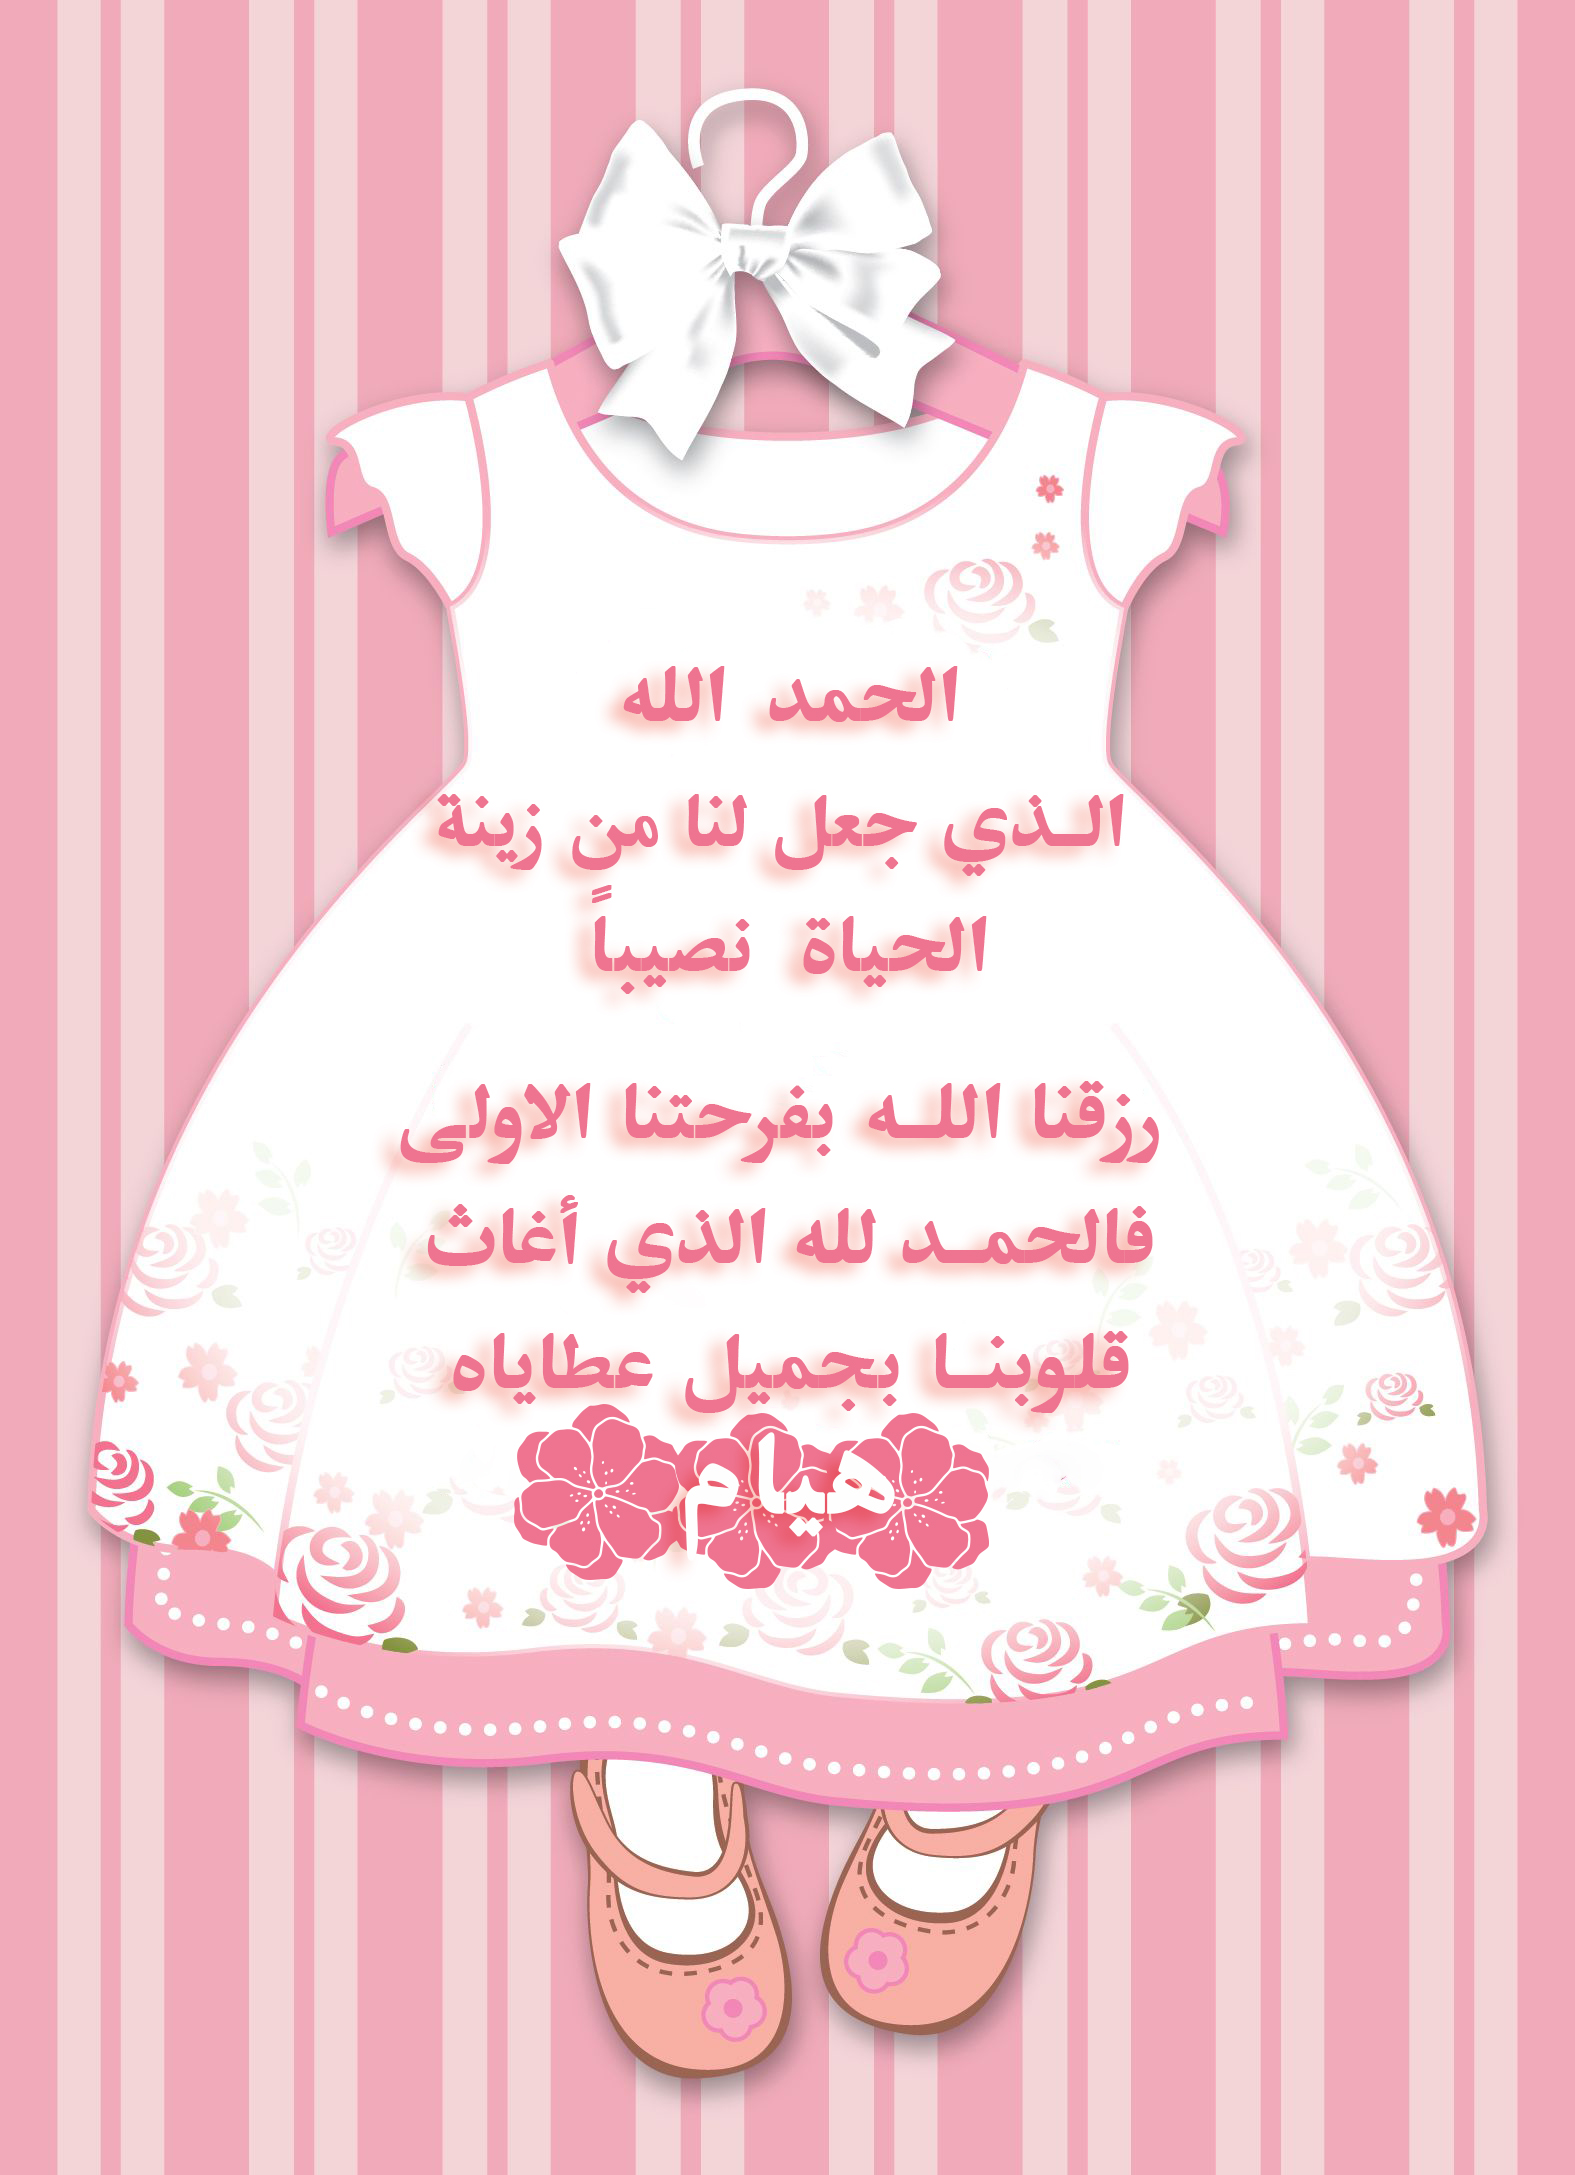 الحمد الله
الـذي جعل لنا من زينة
الحياة نصيباً
رزقنا اللـه بفرحتنا الاولى
فالحمـد لله الذي أغاث
قلوبنـا بجميل عطاياه
هيام